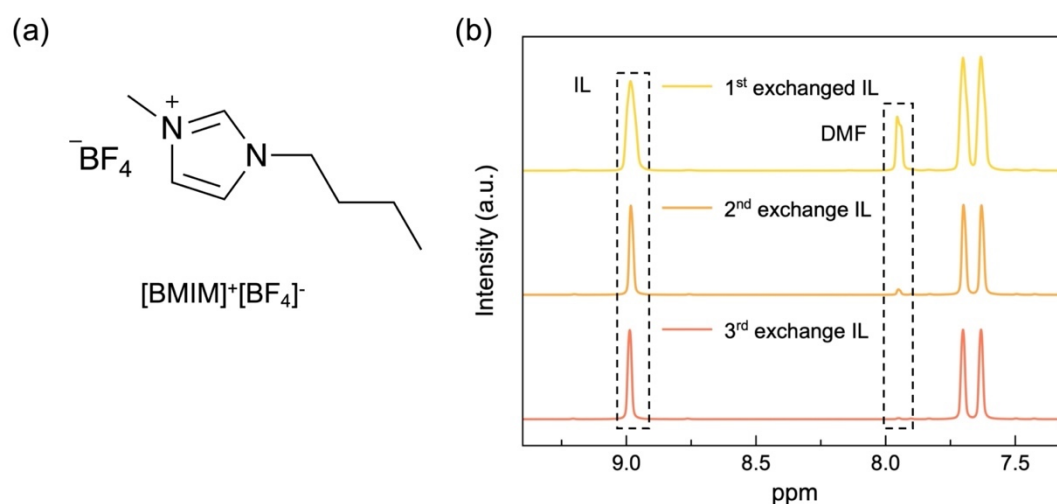 (a)
N
+
N
⁻BF₄
[BMIM]⁺[BF₄]⁻
(b)
Intensity (a.u.)
IL
1ˢᵗ exchanged IL
DMF
2ⁿᵈ exchange IL
3ʳᵈ exchange IL
9.0 8.5 8.0 7.5
ppm